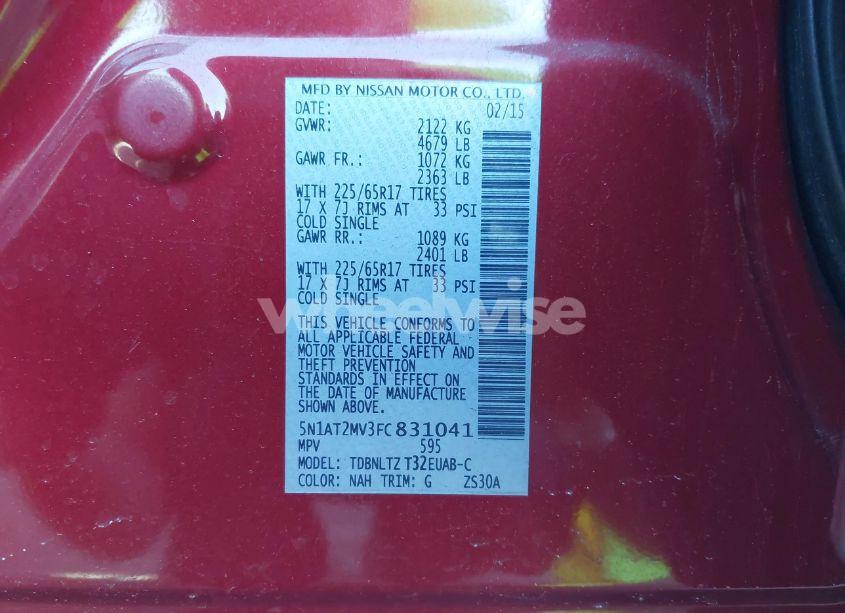 MFD BY NISSAN MOTOR CO., LTD.
DATE: 02/15
GVWR: 2122 KG
4679 LB
GAWR FR.: 1072 KG
2363 LB
WITH 225/65R17 TIRES
17 X 7J RIMS AT 33 PSI
COLD SINGLE
GAWR RR.: 1089 KG
2401 LB
WITH 225/65R17 TIRES
17 X 7J RIMS AT 33 PSI
COLD SINGLE
wheelwise
THIS VEHICLE CONFORMS TO
ALL APPLICABLE FEDERAL
MOTOR VEHICLE SAFETY AND
THEFT PREVENTION
STANDARDS IN EFFECT ON
THE DATE OF MANUFACTURE
SHOWN ABOVE.
5N1AT2MV3FC831041
MPV 595
MODEL: TDBNLTZ T32EUAB-C
COLOR: NAH TRIM: G ZS30A